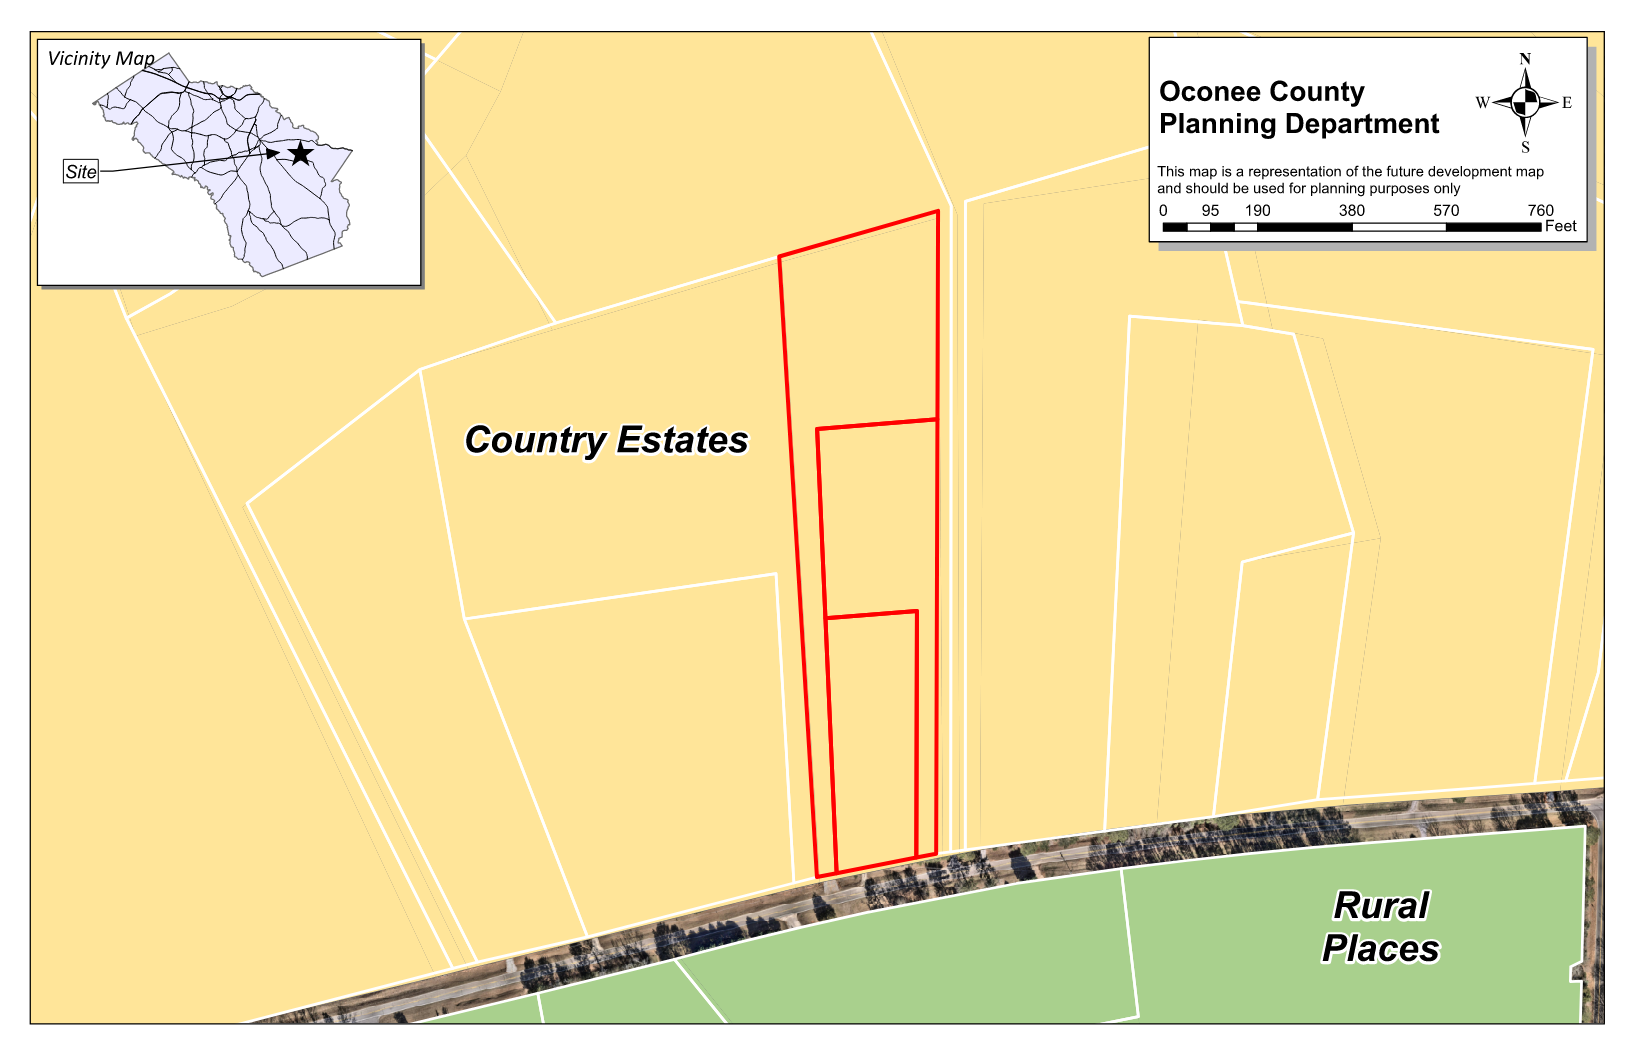 Vicinity Map
Site
Oconee County
Planning Department
N
W
E
S
This map is a representation of the future development map
and should be used for planning purposes only
0 95 190 380 570 760
Feet
Country Estates
Rural
Places